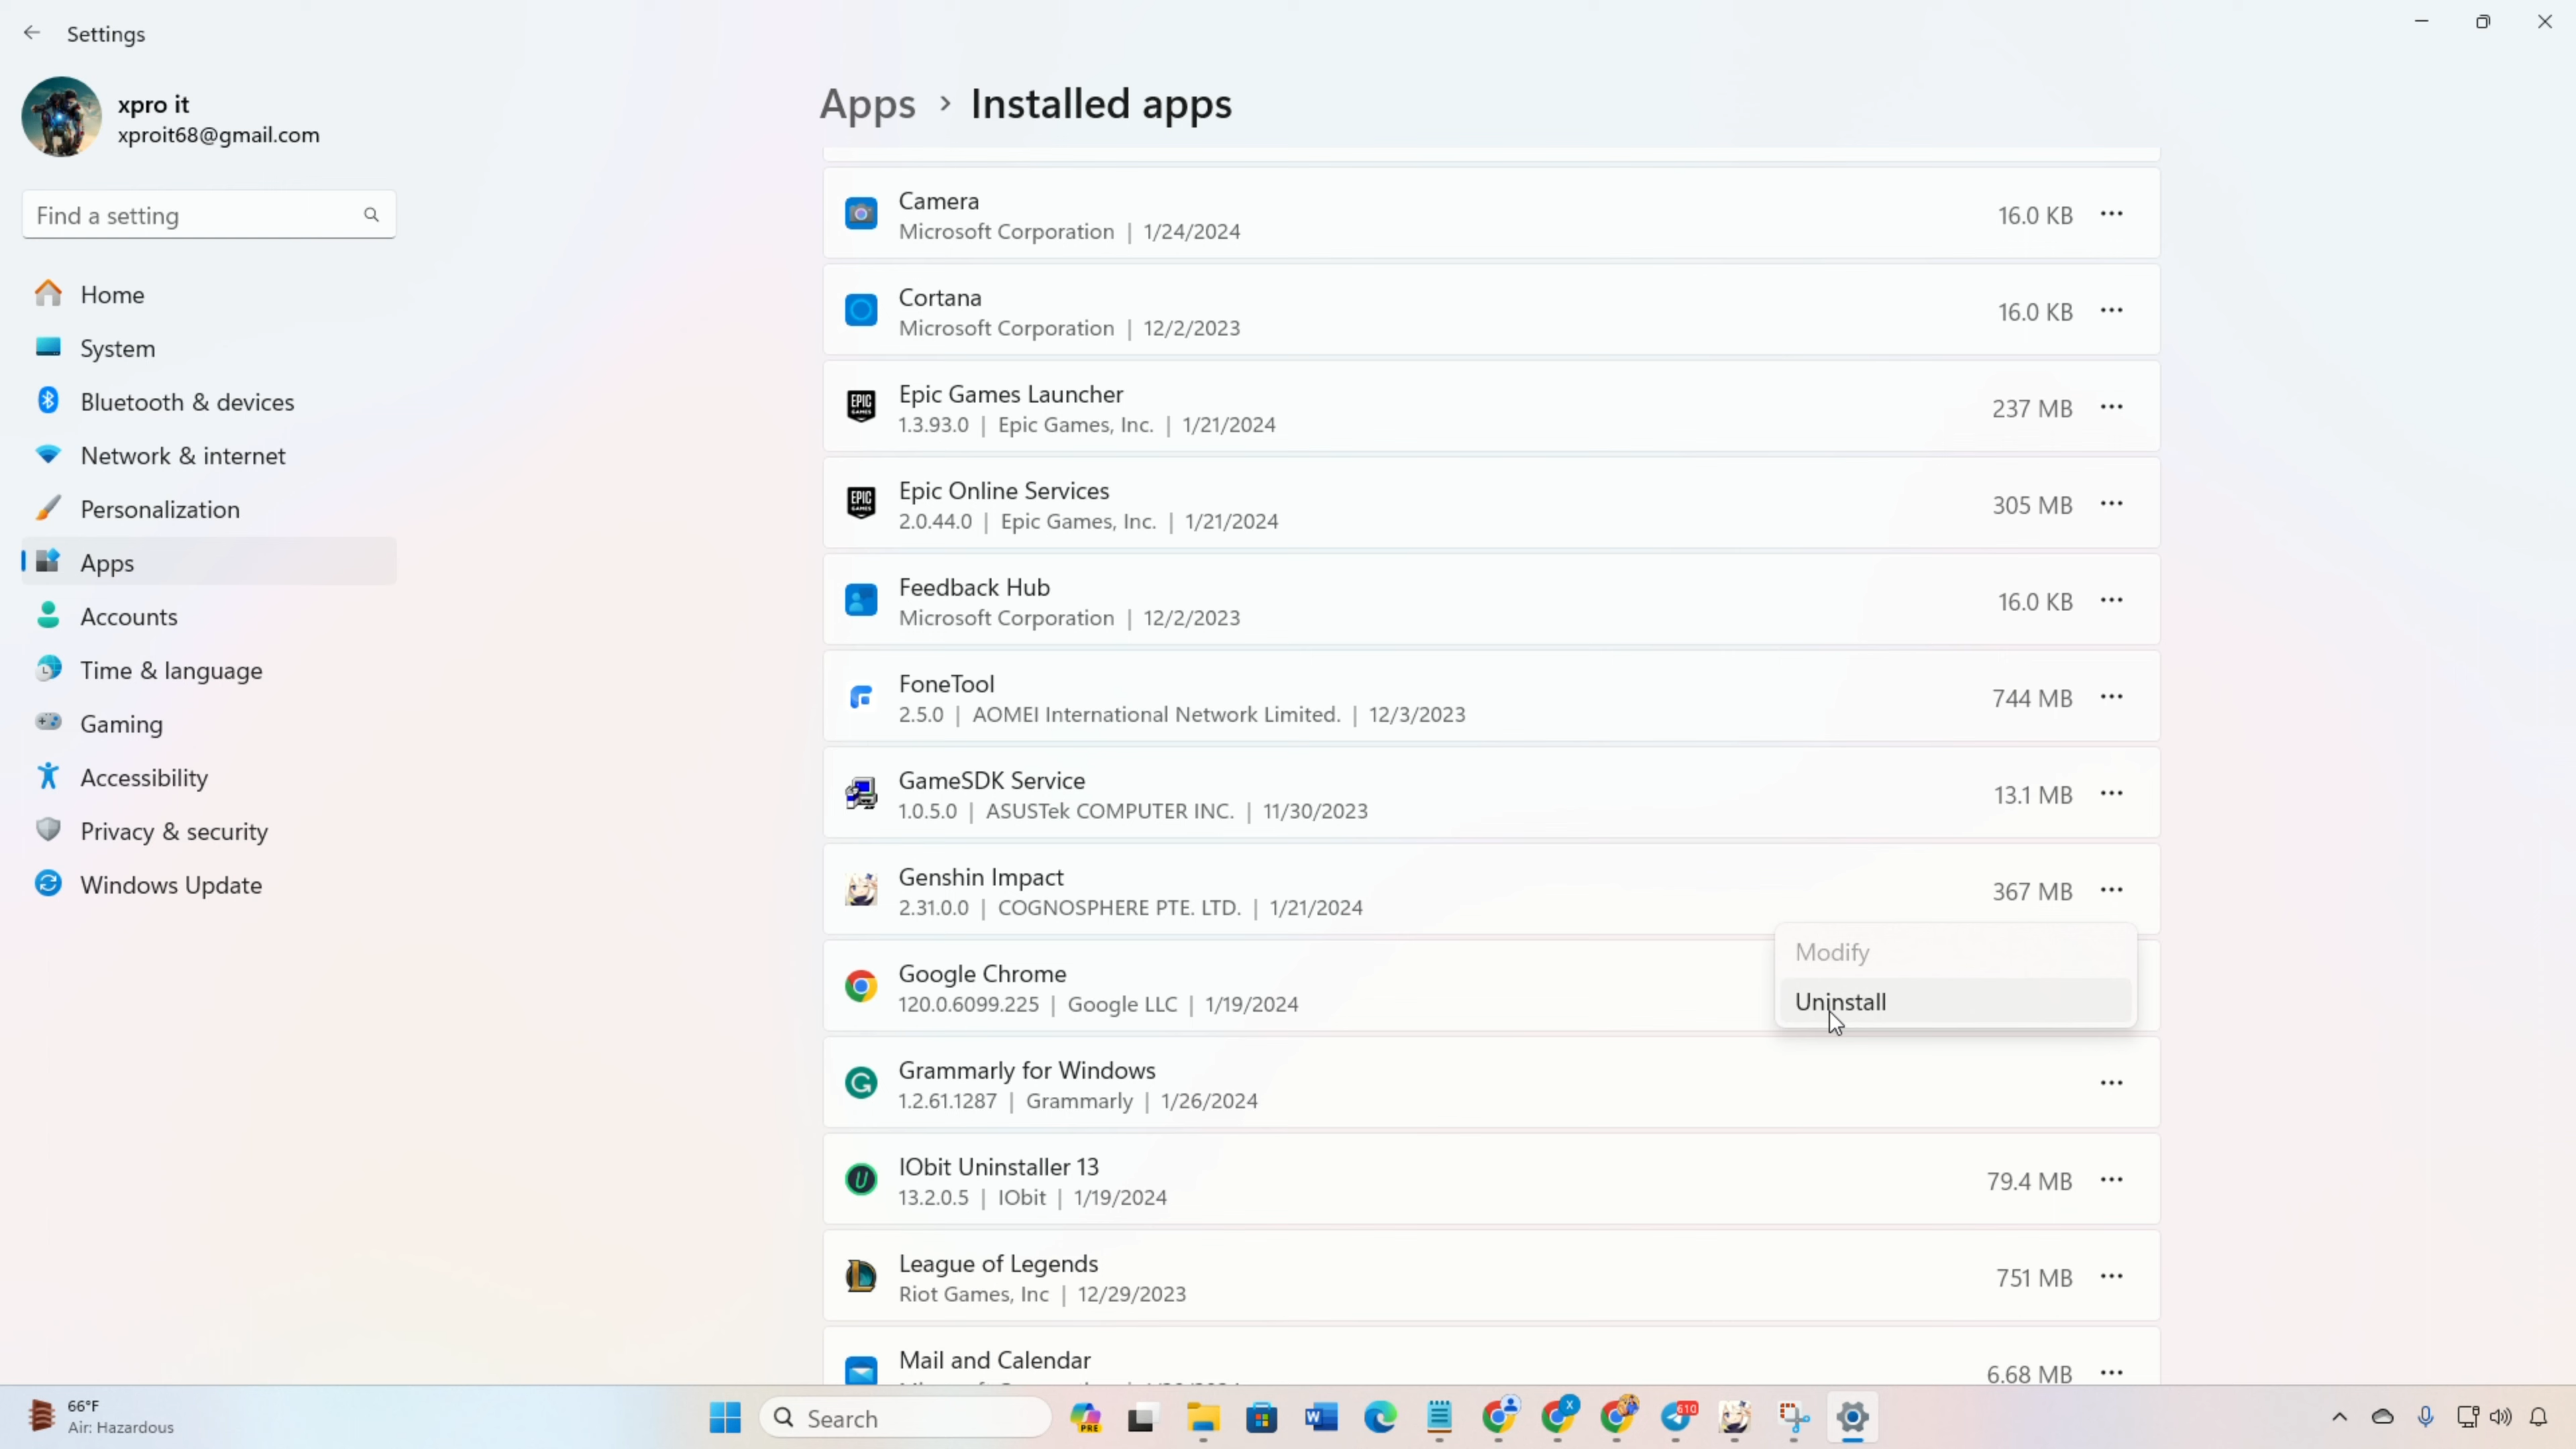 Settings
xpro it
xproit68@gmail.com
Find a setting
Home
System
Bluetooth & devices
Network & internet
Personalization
Apps
Accounts
Time & language
Gaming
Accessibility
Privacy & security
Windows Update
Apps > Installed apps
Camera
Microsoft Corporation | 1/24/2024
16.0 KB
Cortana
Microsoft Corporation | 12/2/2023
16.0 KB
EPIC GAMES
Epic Games Launcher
1.3.93.0 | Epic Games, Inc. | 1/21/2024
237 MB
EPIC GAMES
Epic Online Services
2.0.44.0 | Epic Games, Inc. | 1/21/2024
305 MB
Feedback Hub
Microsoft Corporation | 12/2/2023
16.0 KB
FoneTool
2.5.0 | AOMEI International Network Limited. | 12/3/2023
744 MB
GameSDK Service
1.0.5.0 | ASUSTek COMPUTER INC. | 11/30/2023
13.1 MB
Genshin Impact
2.31.0.0 | COGNOSPHERE PTE. LTD. | 1/21/2024
367 MB
Modify
Uninstall
Google Chrome
120.0.6099.225 | Google LLC | 1/19/2024
Grammarly for Windows
1.2.61.1287 | Grammarly | 1/26/2024
IObit Uninstaller 13
13.2.0.5 | IObit | 1/19/2024
79.4 MB
League of Legends
Riot Games, Inc | 12/29/2023
751 MB
Mail and Calendar
6.68 MB
66°F
Air: Hazardous
Search
PRE
W
X
610